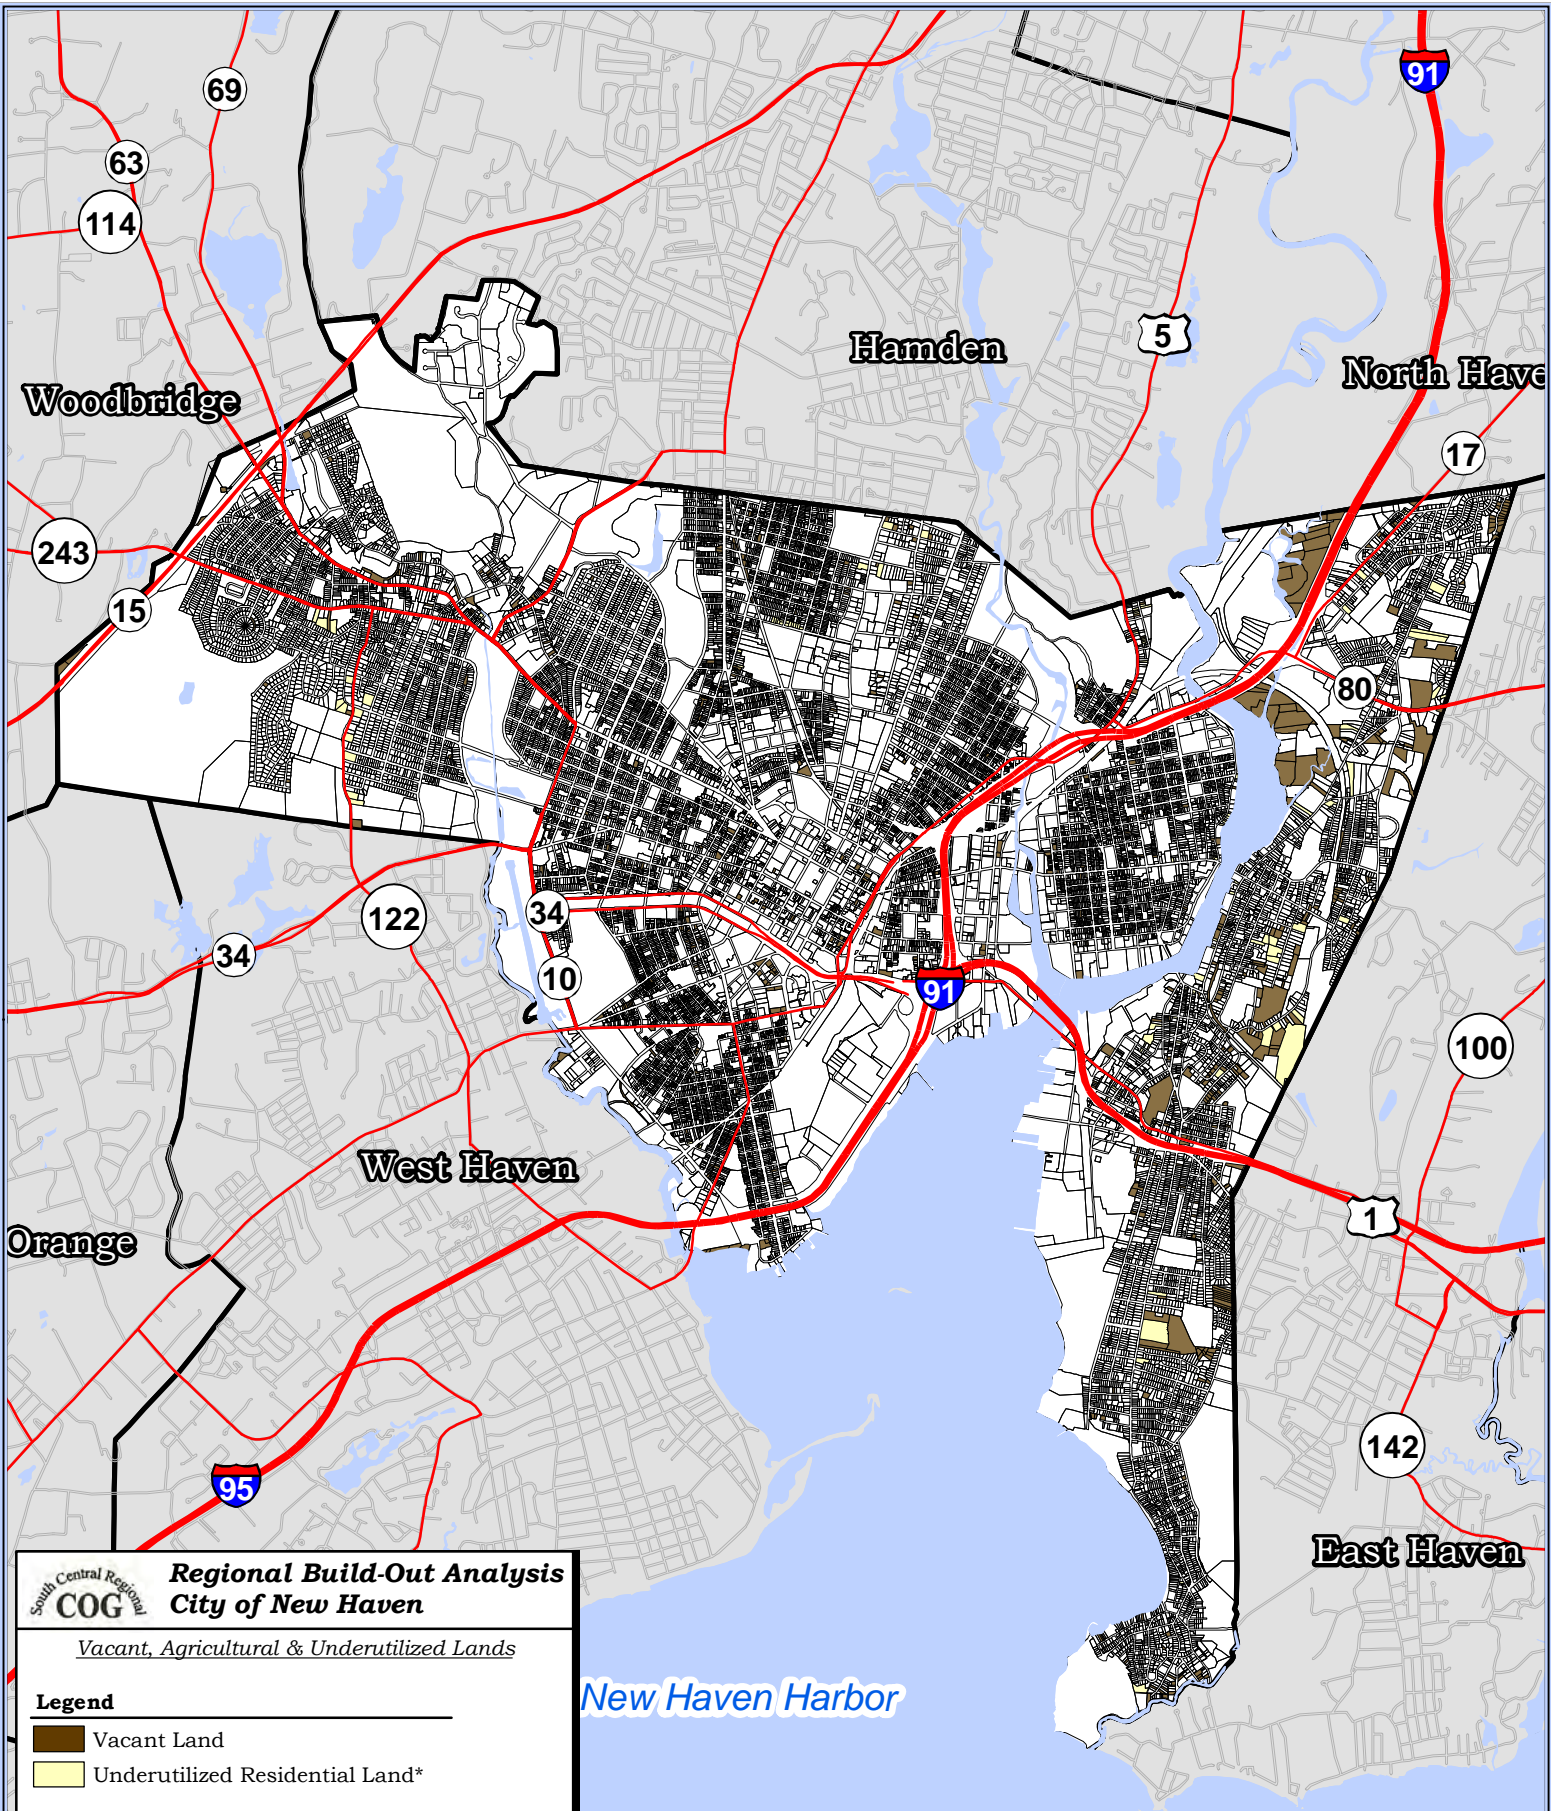 69
91
63
114
5
Hamden
North Have
Woodbridge
17
243
15
80
122
34
34
10
91
100
West Haven
1
Orange
142
95
East Haven
South Central Regional
COG
Regional Build-Out Analysis
City of New Haven
Vacant, Agricultural & Underutilized Lands
New Haven Harbor
Legend
Vacant Land
Underutilized Residential Land*